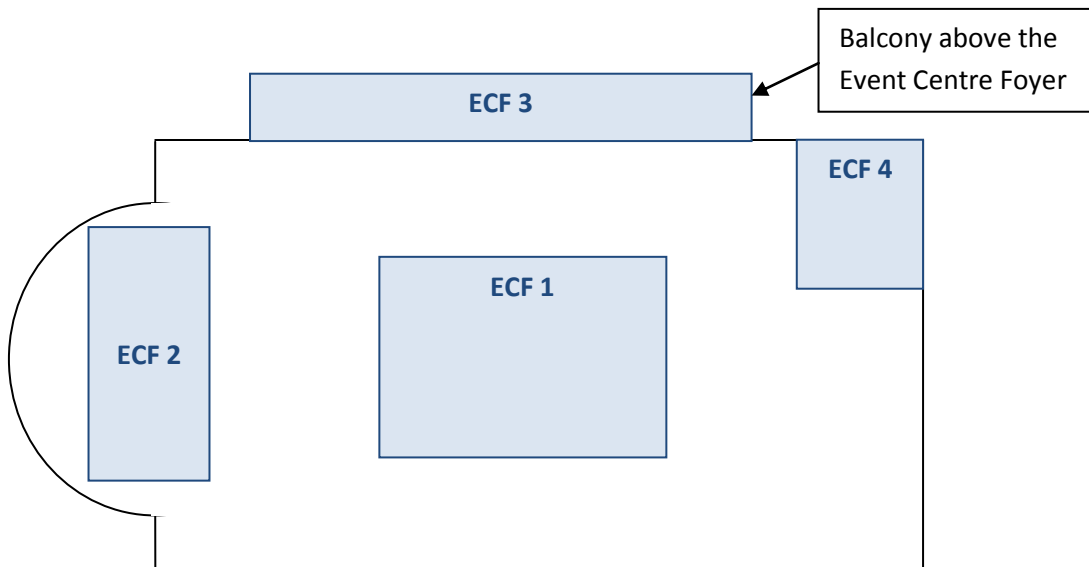 Balcony above the
Event Centre Foyer
ECF 3
ECF 4
ECF 1
ECF 2